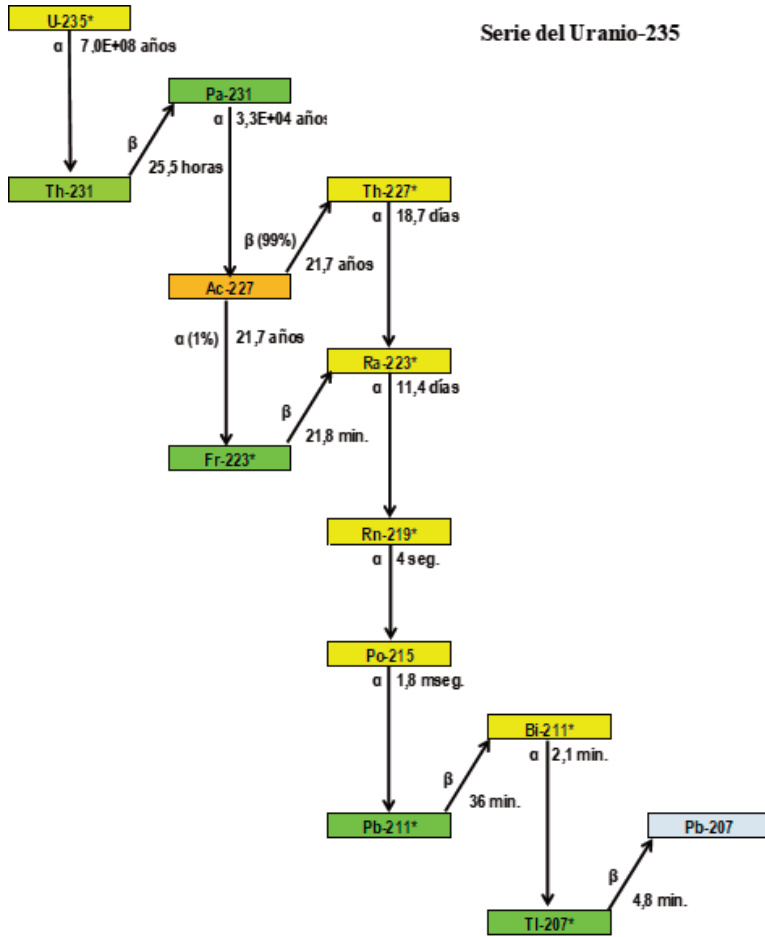 U-235*
Serie del Uranio-235
α 7,0E+08 años
Pa-231
α 3,3E+04 años
β
25,5 horas
Th-231
Th-227*
α 18,7 días
β (99%)
21,7 años
Ac-227
α (1%) 21,7 años
Ra-223*
α 11,4 días
β
21,8 min.
Fr-223*
Rn-219*
α 4 seg.
Po-215
α 1,8 mseg.
Bi-211*
α 2,1 min.
β
36 min.
Pb-211*
Pb-207
β
4,8 min.
Tl-207*